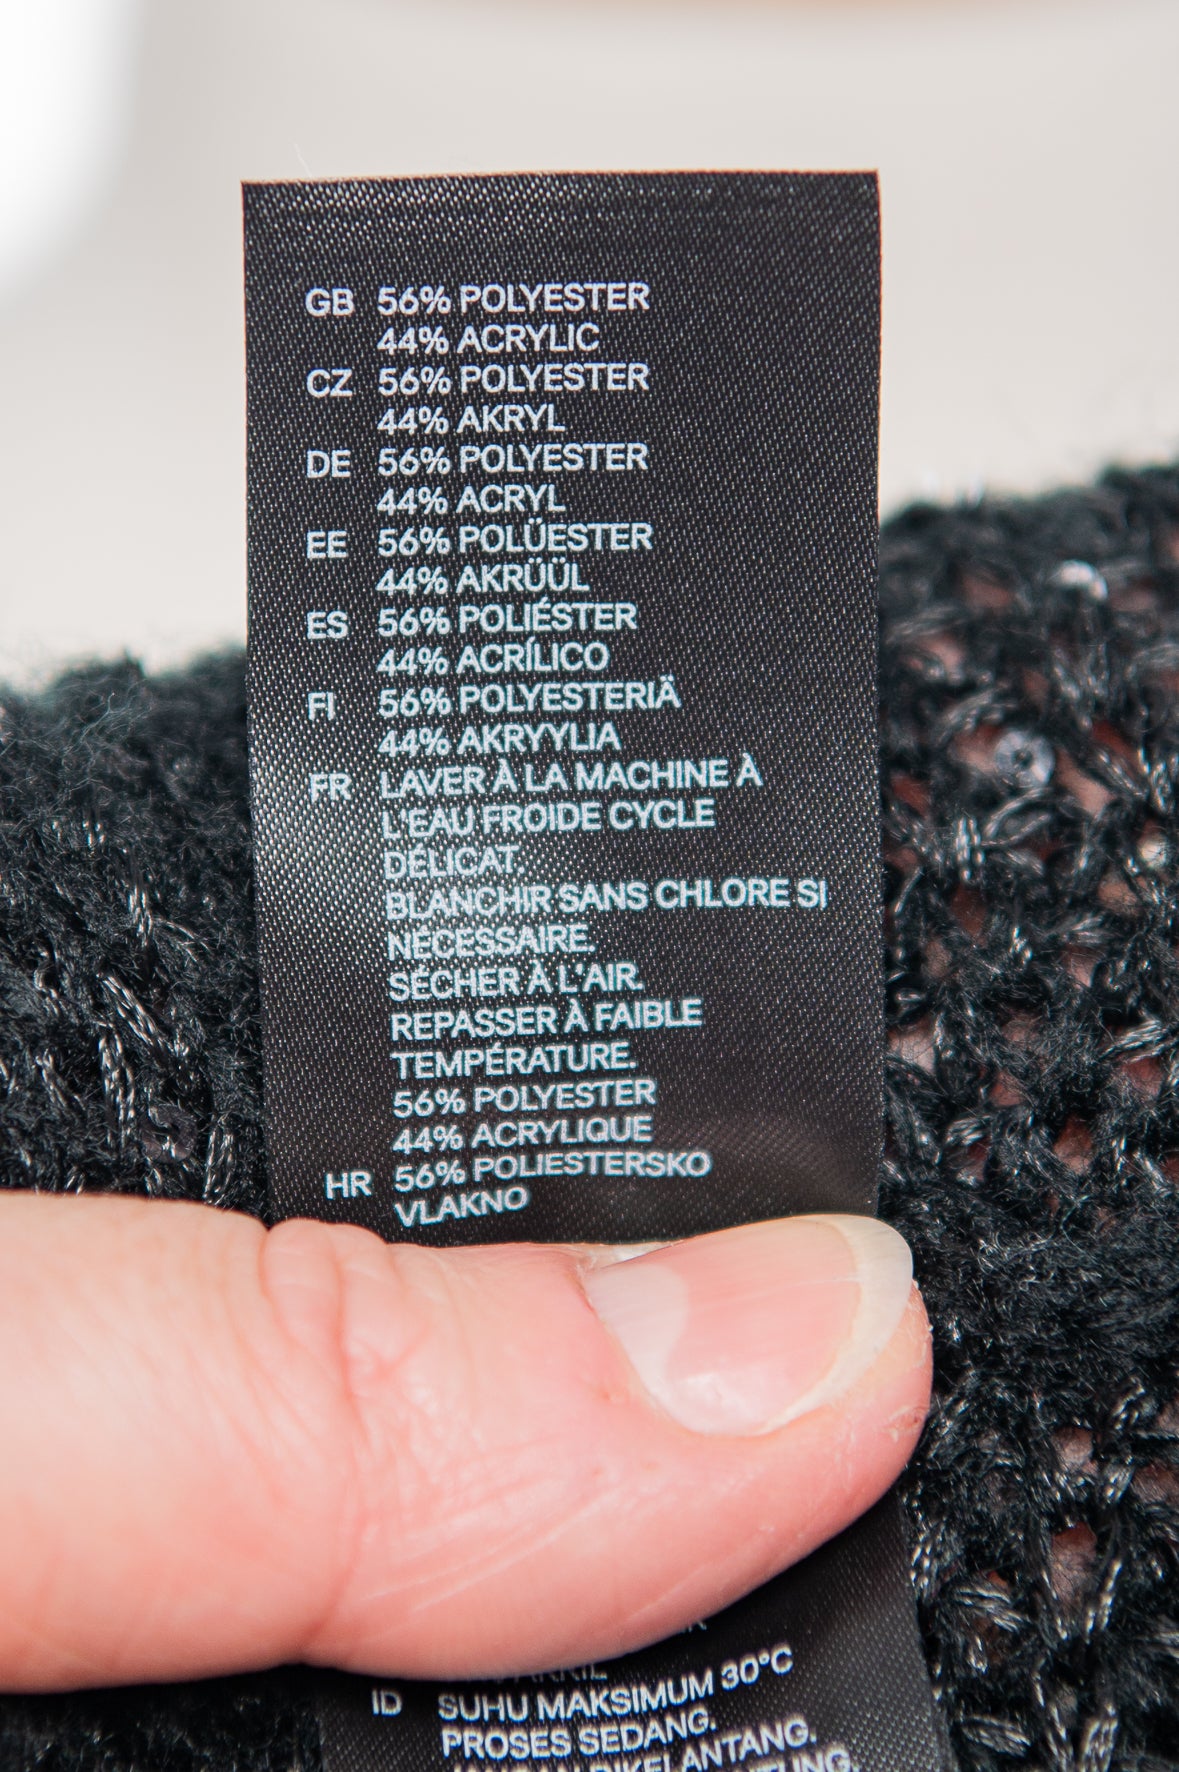 GB 56% POLYESTER
44% ACRYLIC
CZ 56% POLYESTER
44% AKRYL
DE 56% POLYESTER
44% ACRYL
EE 56% POLÜESTER
44% AKRÜÜL
ES 56% POLIÉSTER
44% ACRÍLICO
FI 56% POLYESTERIÄ
44% AKRYYLIA
FR LAVER À LA MACHINE À
L'EAU FROIDE CYCLE
DÉLICAT.
BLANCHIR SANS CHLORE SI
NÉCESSAIRE.
SÉCHER À L'AIR.
REPASSER À FAIBLE
TEMPÉRATURE.
56% POLYESTER
44% ACRYLIQUE
HR 56% POLIESTERSKO
VLAKNO
ID SUHU MAKSIMUM 30°C
PROSES SEDANG.